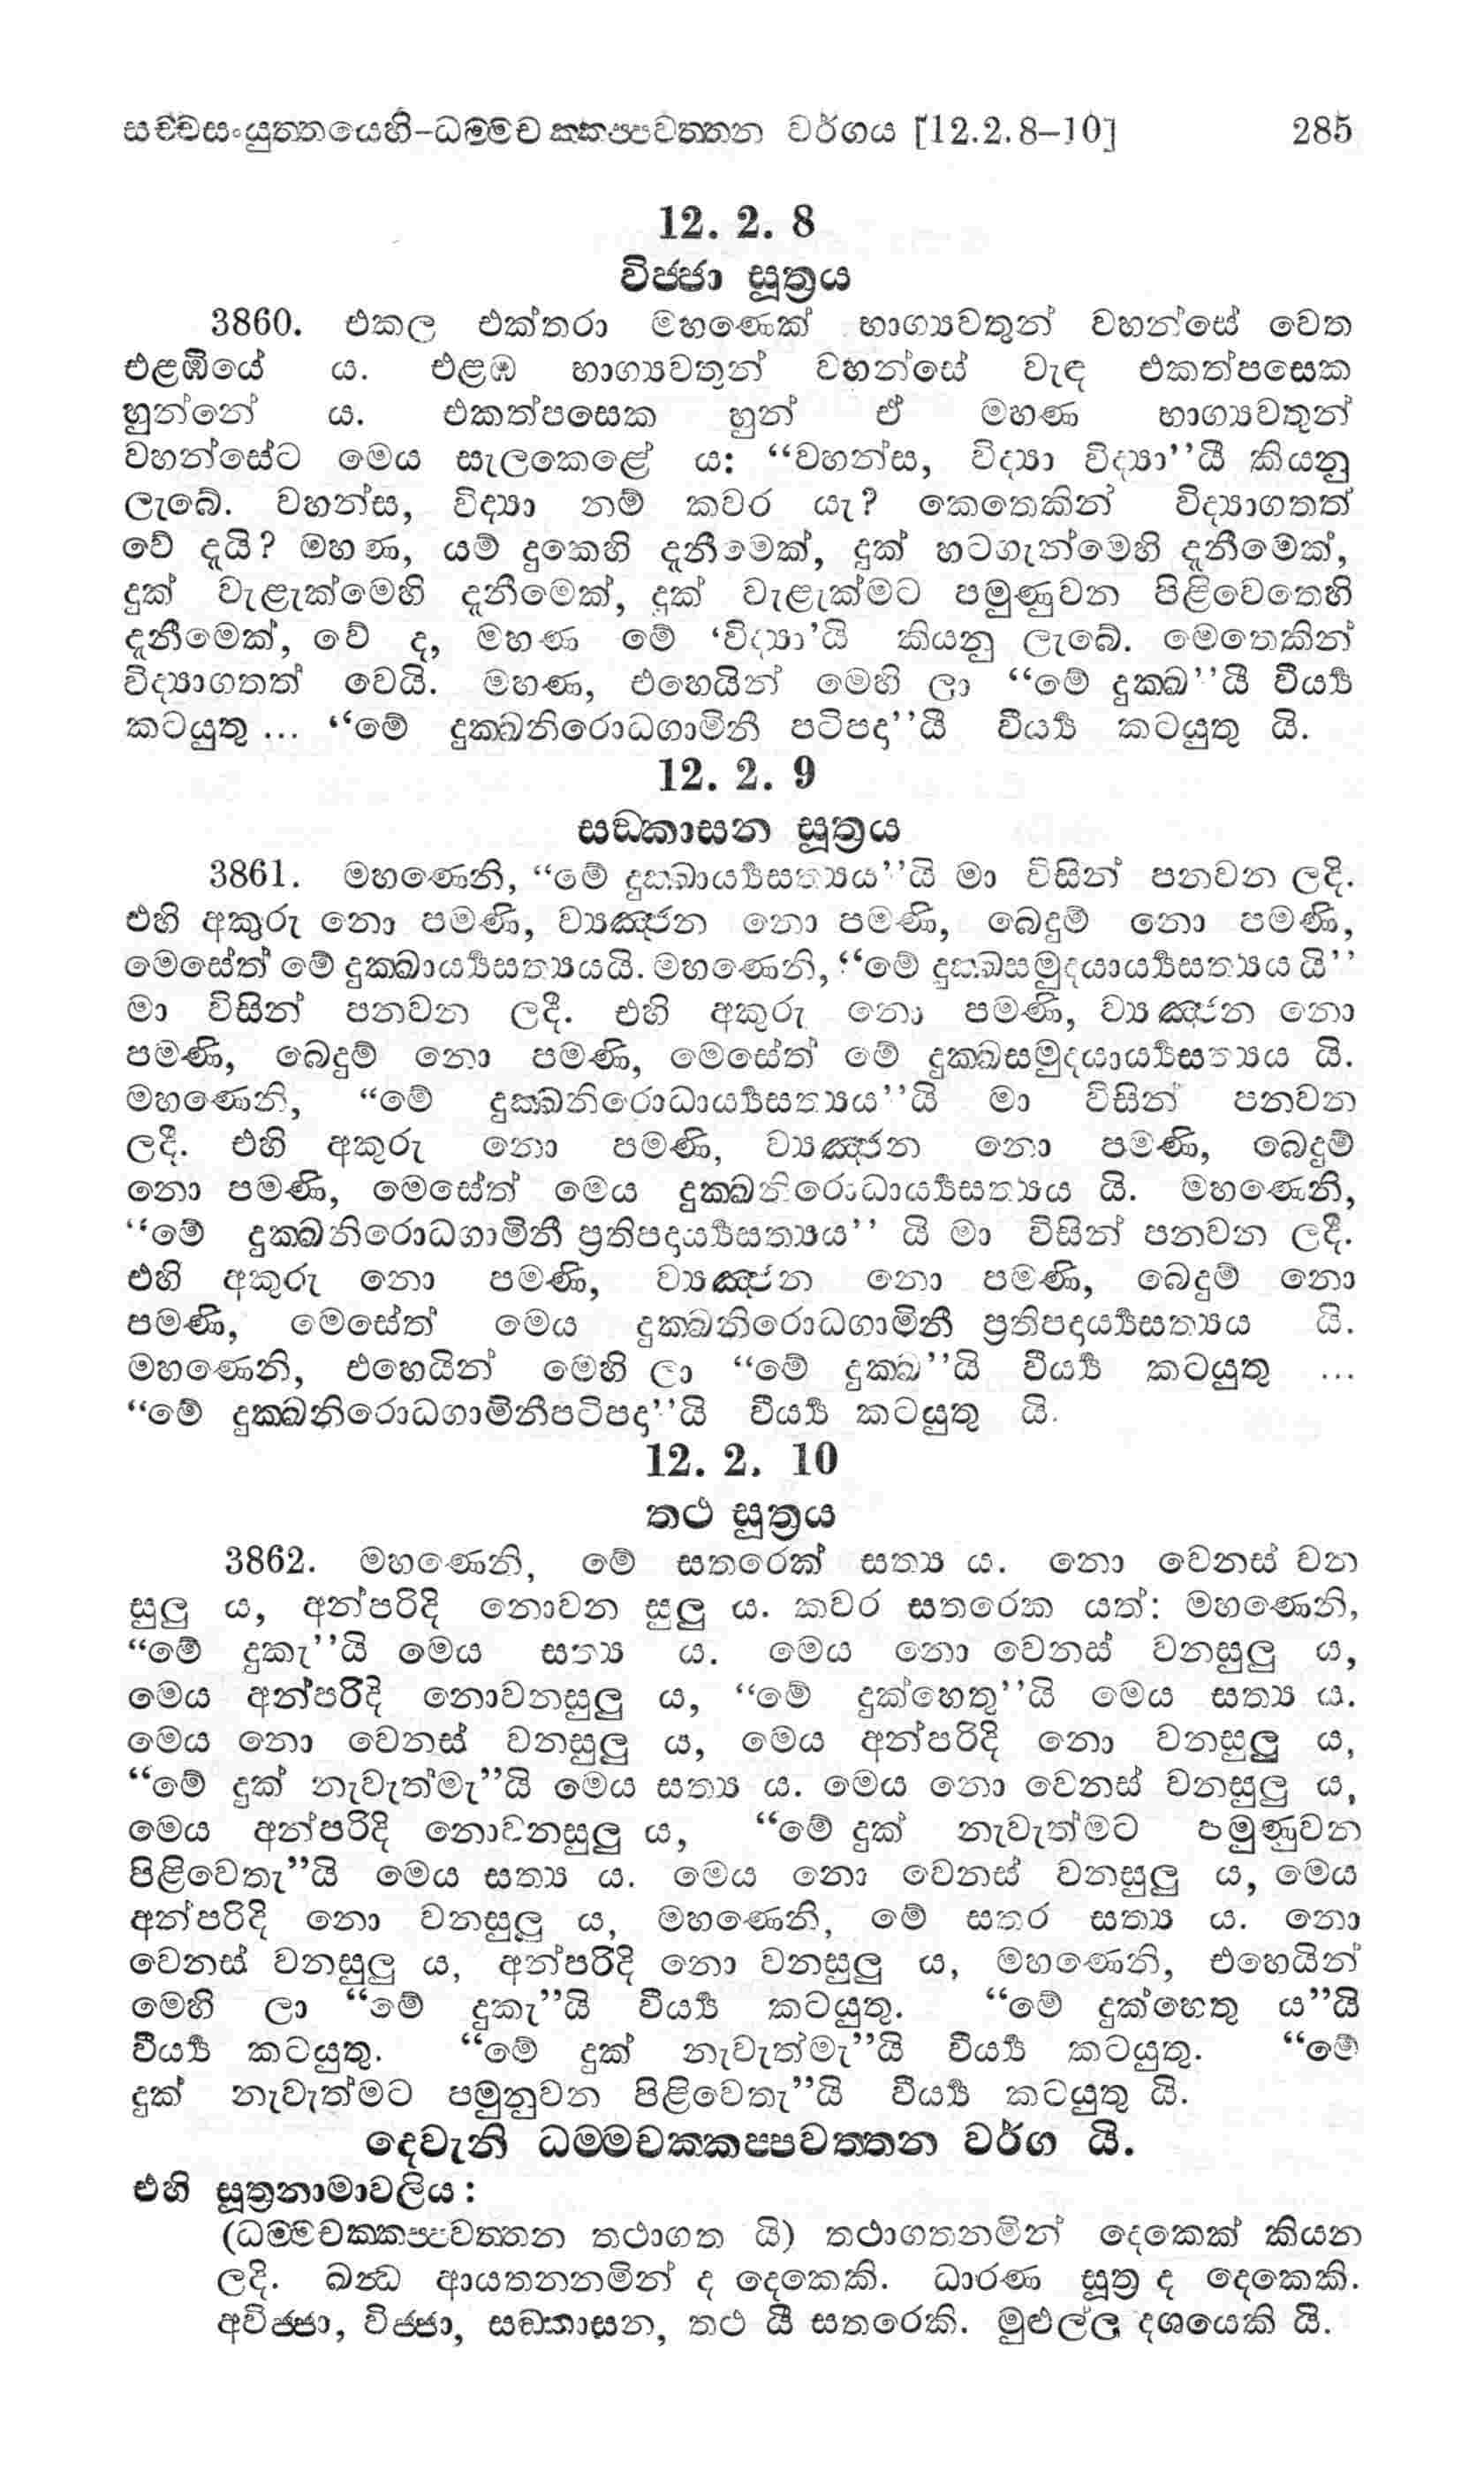 සච්චසංයුත්තයෙහි-ධම්මචක්කප්පවත්තන වර්ගය [12.2.8–10] 285
12. 2. 8
විජ්ජා සූත්‍රය
3860. එකල එක්තරා මහණෙක් භාග්‍යවතුන් වහන්සේ වෙත
එළඹියේ ය. එළඹ භාග්‍යවතුන් වහන්සේ වැඳ එකත්පසෙක
හුන්නේ ය. එකත්පසෙක හුන් ඒ මහණ භාග්‍යවතුන්
වහන්සේට මෙය සැලකෙළේ ය: “වහන්ස, විද්‍යා විද්‍යා’’යී කියනු
ලැබේ. වහන්ස, විද්‍යා නම් කවර යැ? කෙතෙකින් විද්‍යාගතත්
වේ දැයි? මහණ, යම් දුකෙහි දැනීමෙක්, දුක් හටගැන්මෙහි දැනීමෙක්,
දුක් වැළැක්මෙහි දැනීමෙක්, දුක් වැළැක්මට පමුණුවන පිළිවෙතෙහි
දැනීමෙක්, වේ ද, මහණ මේ ‘විද්‍යා’යි කියනු ලැබේ. මෙතෙකින්
විද්‍යාගතත් වෙයි. මහණ, එහෙයින් මෙහි ලා “මේ දුක්ඛ’’යී වීර්‍ය්‍ය
කටයුතු ... “මේ දුක්ඛනිරොධගාමිනී පටිපදා’’යී වීර්‍ය්‍ය කටයුතු යි.
12. 2. 9
සඞ්කාසන සූත්‍රය
3861. මහණෙනි, “මේ දුක්ඛාර්‍ය්‍යසත්‍යය’’යි මා විසින් පනවන ලදි.
එහි අකුරු නො පමණි, ව්‍යඤ්ජන නො පමණි, බෙදුම් නො පමණි,
මෙසේත් මේ දුක්ඛාර්‍ය්‍යසත්‍යයයි. මහණෙනි, “මේ දුක්ඛසමුදයාර්‍ය්‍යසත්‍යය යි’’
මා විසින් පනවන ලදී. එහි අකුරු නො පමණි, ව්‍යඤ්ජන නො
පමණි, බෙදුම් නො පමණි, මෙසේත් මේ දුක්ඛසමුදයාර්‍ය්‍යසත්‍යය යි.
මහණෙනි, “මේ දුක්ඛනිරොධාර්‍ය්‍යසත්‍යය’’යි මා විසින් පනවන
ලදී. එහි අකුරු නො පමණි, ව්‍යඤ්ජන නො පමණි, බෙදුම්
නො පමණි, මෙසේත් මෙය දුක්ඛනිරොධාර්‍ය්‍යසත්‍යය යි. මහණෙනි,
“මේ දුක්ඛනිරොධගාමිනී ප්‍රතිපදාර්‍ය්‍යසත්‍යය’’ යි මා විසින් පනවන ලදී.
එහි අකුරු නො පමණි, ව්‍යඤ්ජන නො පමණි, බෙදුම් නො
පමණි, මෙසේත් මෙය දුක්ඛනිරොධගාමිනී ප්‍රතිපදාර්‍ය්‍යසත්‍යය යි.
මහණෙනි, එහෙයින් මෙහි ලා “මේ දුක්ඛ’’යි වීර්‍ය්‍ය කටයුතු ...
“මේ දුක්ඛනිරොධගාමිනීපටිපදා’’යි වීර්‍ය්‍ය කටයුතු යි.
12. 2. 10
තථ සූත්‍රය
3862. මහණෙනි, මේ සතරෙක් සත්‍ය ය. නො වෙනස් වන
සුලු ය, අන්පරිදි නොවන සුලු ය. කවර සතරෙක යත්: මහණෙනි,
“මේ දුකැ’’යි මෙය සත්‍ය ය. මෙය නො වෙනස් වනසුලු ය,
මෙය අන්පරිදි නොවනසුලු ය, “මේ දුක්හෙතු’’යි මෙය සත්‍ය ය.
මෙය නො වෙනස් වනසුලු ය, මෙය අන්පරිදි නො වනසුලු ය,
“මේ දුක් නැවැත්මැ’’යි මෙය සත්‍ය ය. මෙය නො වෙනස් වනසුලු ය,
මෙය අන්පරිදි නොවනසුලු ය, “මේ දුක් නැවැත්මට පමුණුවන
පිළිවෙතැ”යි මෙය සත්‍ය ය. මෙය නො වෙනස් වනසුලු ය, මෙය
අන්පරිදි නො වනසුලු ය, මහණෙනි, මේ සතර සත්‍ය ය. නො
වෙනස් වනසුලු ය, අන්පරිදි නො වනසුලු ය, මහණෙනි, එහෙයින්
මෙහි ලා “මේ දුකැ”යි වීර්‍ය්‍ය කටයුතු. “මේ දුක්හෙතු ය”යි
වීර්‍ය්‍ය කටයුතු. “මේ දුක් නැවැත්මැ”යි වීර්‍ය්‍ය කටයුතු. “මේ
දුක් නැවැත්මට පමුනුවන පිළිවෙතැ”යි වීර්‍ය්‍ය කටයුතු යි.
දෙවැනි ධම්මචක්කප්පවත්තන වර්ග යි.
එහි සූත්‍රනාමාවලිය :
(ධම්මචක්කප්පවත්තන තථාගත යි) තථාගතනමින් දෙකෙක් කියන
ලදි. ඛන්ධ ආයතනනමින් ද දෙකෙකි. ධාරණ සූත්‍ර ද දෙකෙකි.
අවිජ්ජා, විජ්ජා, සඞ්කාසන, තථ යී සතරෙකි. මුළුල්ල දශයෙකි යි.